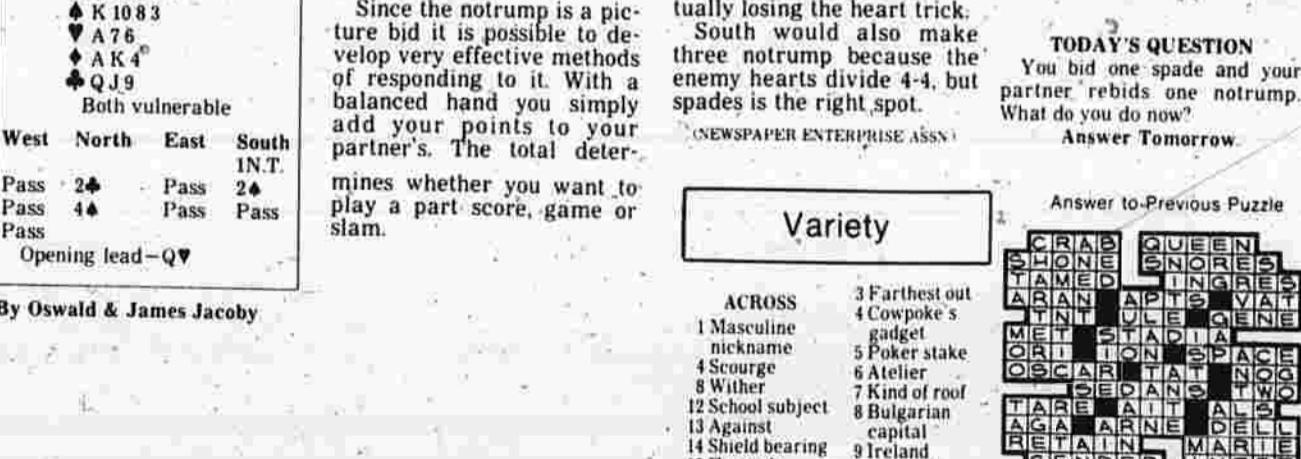 ♠ K 10 8 3
♥ A 7 6
♦ A K 4
♣ Q J 9
Both vulnerable
West North East South
1N.T.
Pass 2♣ Pass 2♠
Pass 4♠ Pass Pass
Pass
Opening lead—Q♥
By Oswald & James Jacoby
Since the notrump is a pic-
ture bid it is possible to de-
velop very effective methods
of responding to it. With a
balanced hand you simply
add your points to your
partner's. The total deter-
mines whether you want to
play a part score, game or
slam.
tually losing the heart trick.
South would also make
three notrump because the
enemy hearts divide 4-4, but
spades is the right spot.
(NEWSPAPER ENTERPRISE ASSN)
TODAY'S QUESTION
You bid one spade and your
partner rebids one notrump.
What do you do now?
Answer Tomorrow
Variety
ACROSS
1 Masculine
nickname
4 Scourge
8 Wither
12 School subject
13 Against
14 Shield bearing
3 Farthest out
4 Cowpoke's
gadget
5 Poker stake
6 Atelier
7 Kind of roof
8 Bulgarian
capital
9 Ireland
Answer to Previous Puzzle
CRAB QUEEN
SHONE SNORES
TAMED INGRES
ARAN APTS VAT
TNT ULE GENE
MET STADIA
ORI ION SPACE
OSCAR TAT NOG
SEDANS TWO
TARE AIT ALS
AGA ARNE DELL
RETAIN MARIE